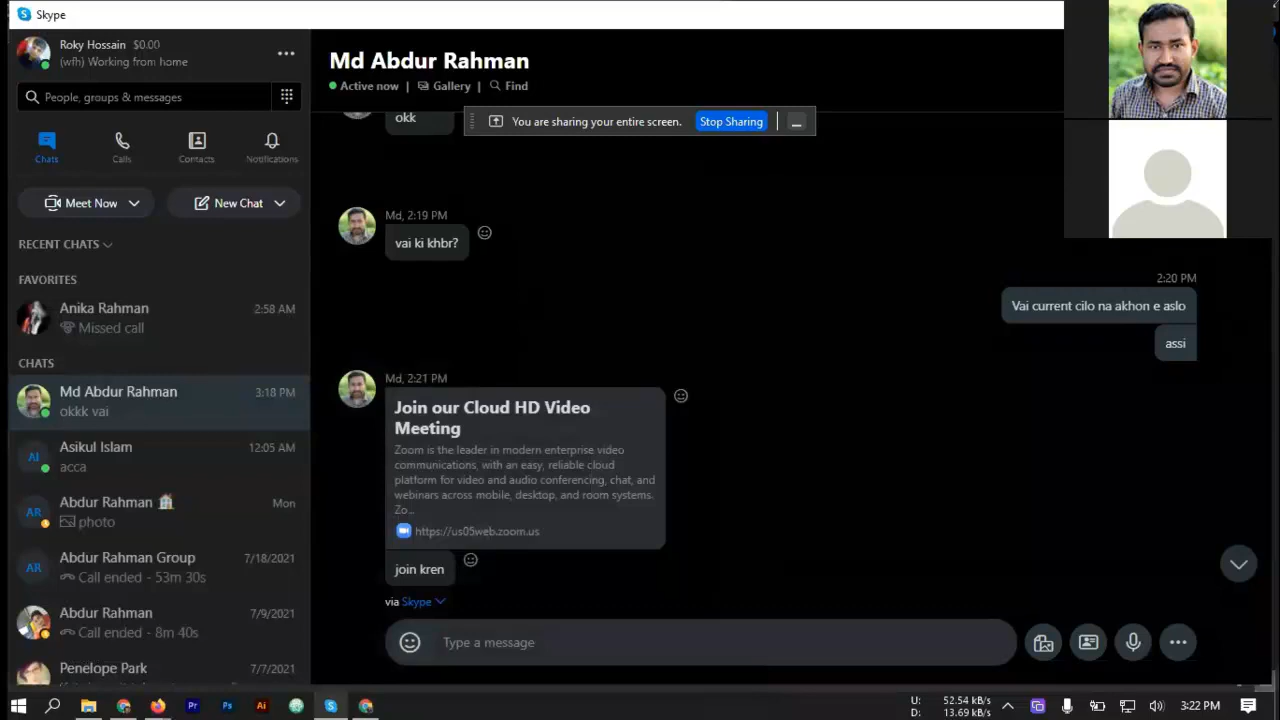 Skype
Roky Hossain $0.00
(wfh) Working from home
People, groups & messages
Chats
Calls
Contacts
Notifications
Meet Now
New Chat
RECENT CHATS
FAVORITES
Anika Rahman 2:58 AM
Missed call
CHATS
Md Abdur Rahman 3:18 PM
okkk vai
AI
Asikul Islam 12:05 AM
acca
AR
Abdur Rahman Mon
photo
AR
Abdur Rahman Group 7/18/2021
Call ended - 53m 30s
Abdur Rahman 7/9/2021
Call ended - 8m 40s
Penelope Park 7/7/2021
Md Abdur Rahman
Active now | Gallery | Find
You are sharing your entire screen. Stop Sharing
okk
Md, 2:19 PM
vai ki khbr?
2:20 PM
Vai current cilo na akhon e aslo
assi
Md, 2:21 PM
Join our Cloud HD Video
Meeting
Zoom is the leader in modern enterprise video
communications, with an easy, reliable cloud
platform for video and audio conferencing, chat, and
webinars across mobile, desktop, and room systems.
Zo...
https://us05web.zoom.us
join kren
via Skype
Type a message
Pr
Ps
Ai
U: 52.54 kB/s
D: 13.69 kB/s
3:22 PM